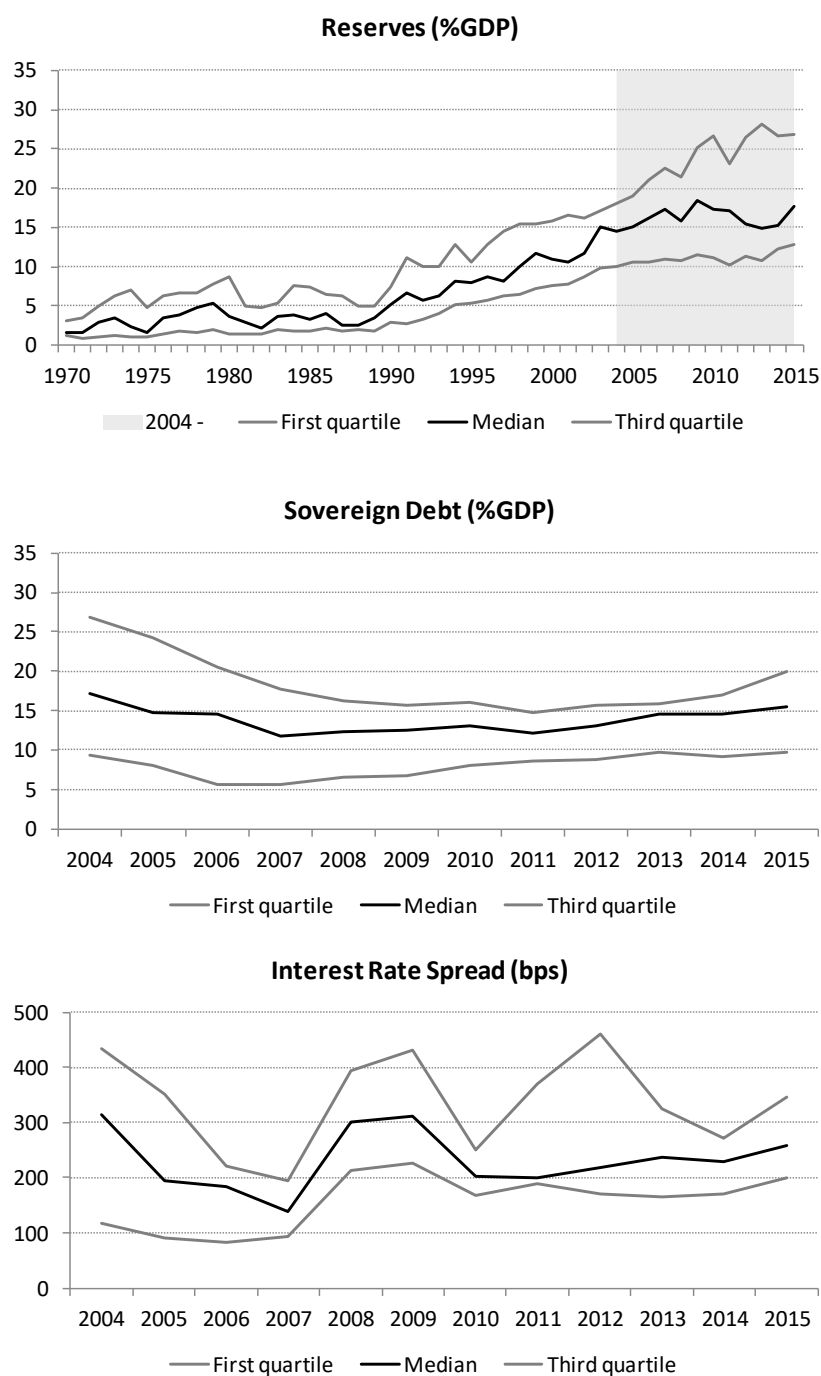 Reserves (%GDP)
35
30
25
20
15
10
5
0
1970 1975 1980 1985 1990 1995 2000 2005 2010 2015
2004 - First quartile Median Third quartile
Sovereign Debt (%GDP)
35
30
25
20
15
10
5
0
2004 2005 2006 2007 2008 2009 2010 2011 2012 2013 2014 2015
First quartile Median Third quartile
Interest Rate Spread (bps)
500
400
300
200
100
0
2004 2005 2006 2007 2008 2009 2010 2011 2012 2013 2014 2015
First quartile Median Third quartile